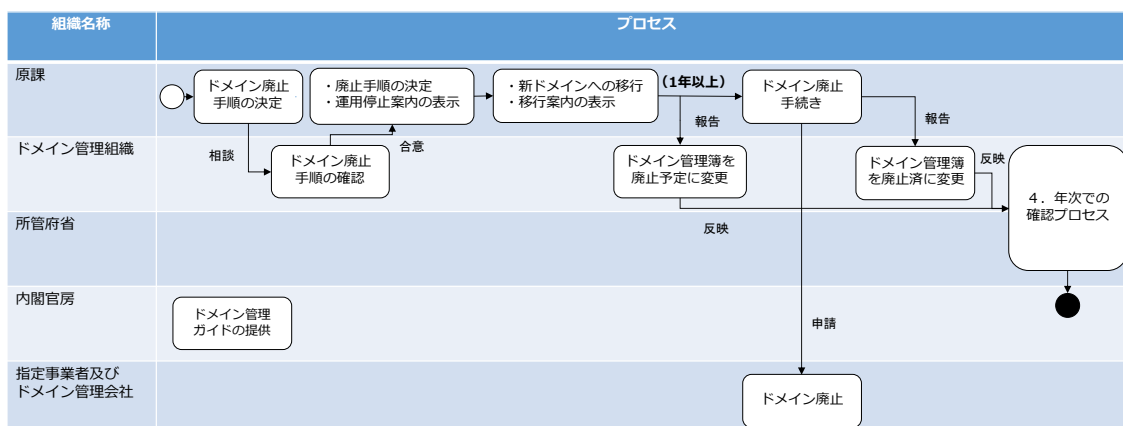 組織名称
プロセス
原課
ドメイン廃止
手順の決定
・廃止手順の決定
・運用停止案内の表示
・新ドメインへの移行
・移行案内の表示
（1年以上）
ドメイン廃止
手続き
相談
合意
報告
報告
ドメイン管理組織
ドメイン廃止
手順の確認
ドメイン管理簿を
廃止予定に変更
ドメイン管理簿
を廃止済に変更
反映
4．年次での
確認プロセス
所管府省
反映
内閣官房
ドメイン管理
ガイドの提供
申請
指定事業者及び
ドメイン管理会社
ドメイン廃止